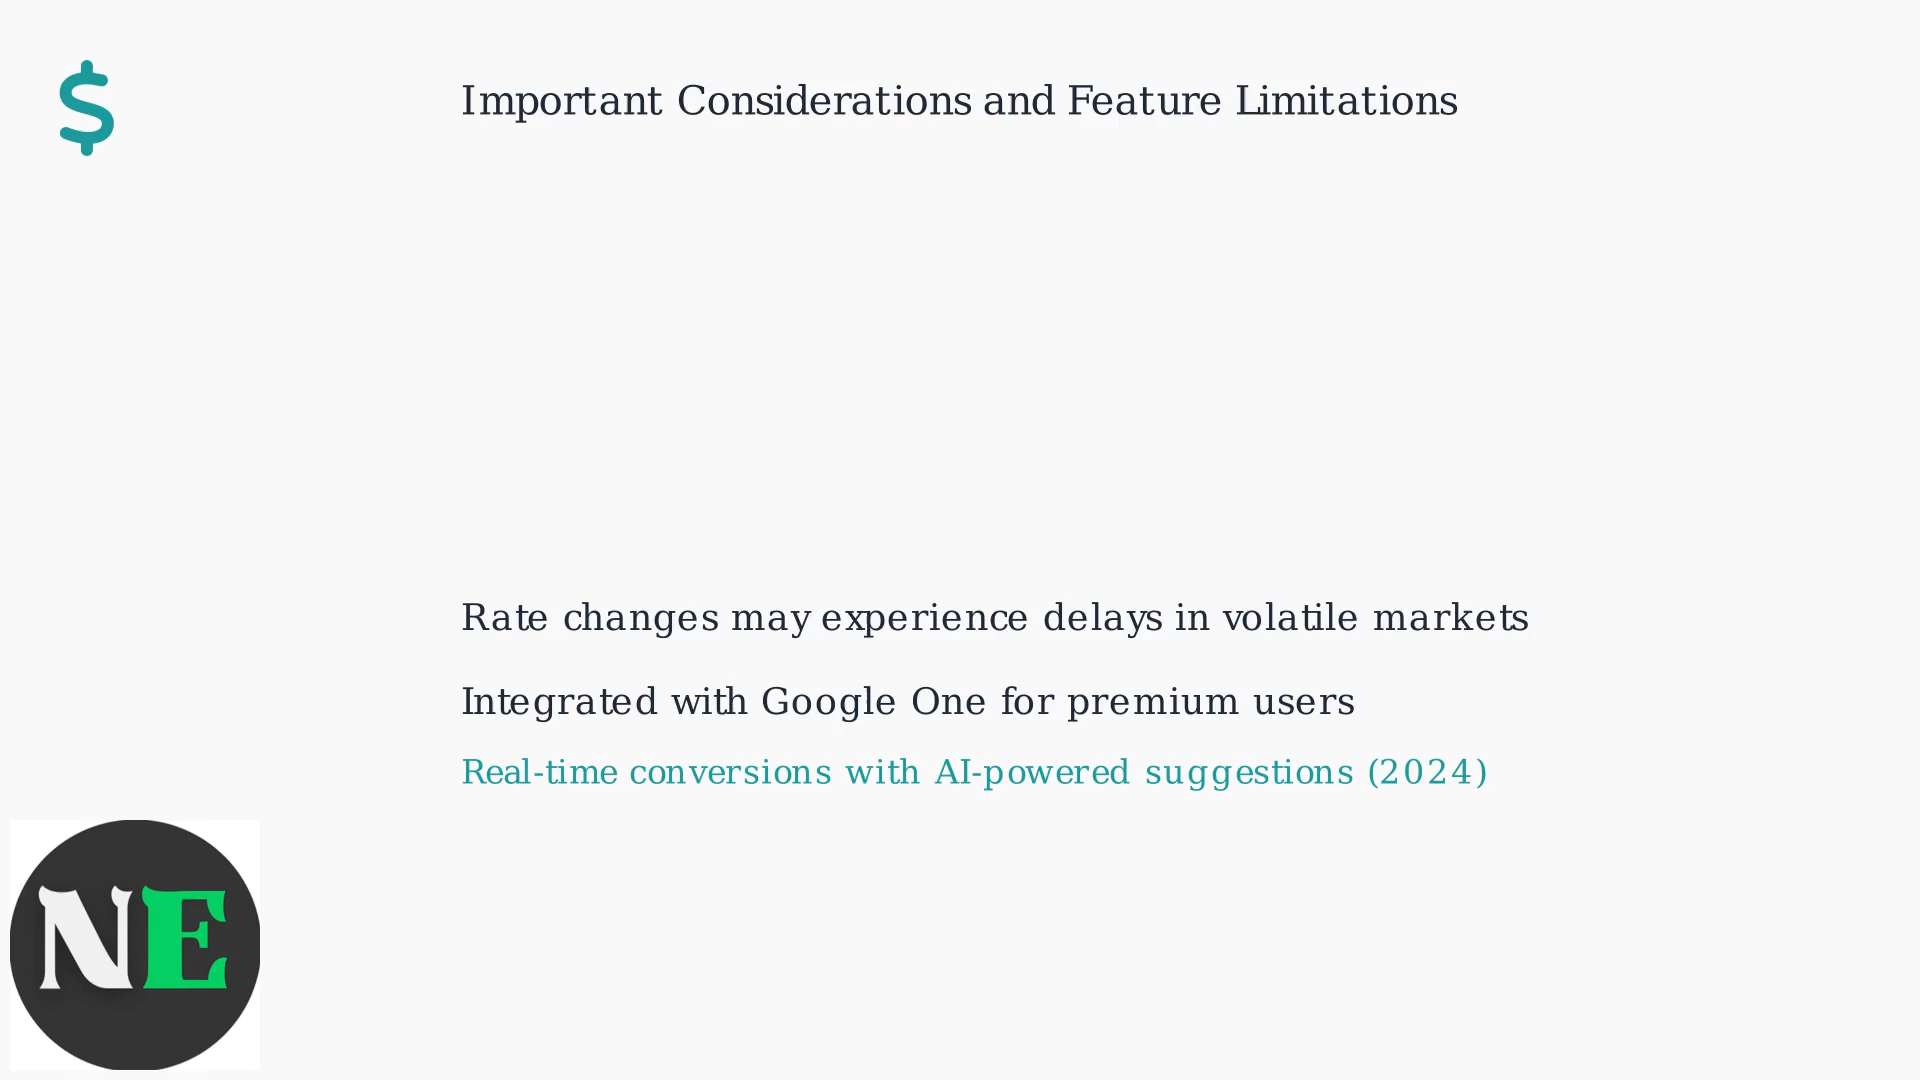 $
Important Considerations and Feature Limitations
Rate changes may experience delays in volatile markets
Integrated with Google One for premium users
Real-time conversions with AI-powered suggestions (2024)
NE